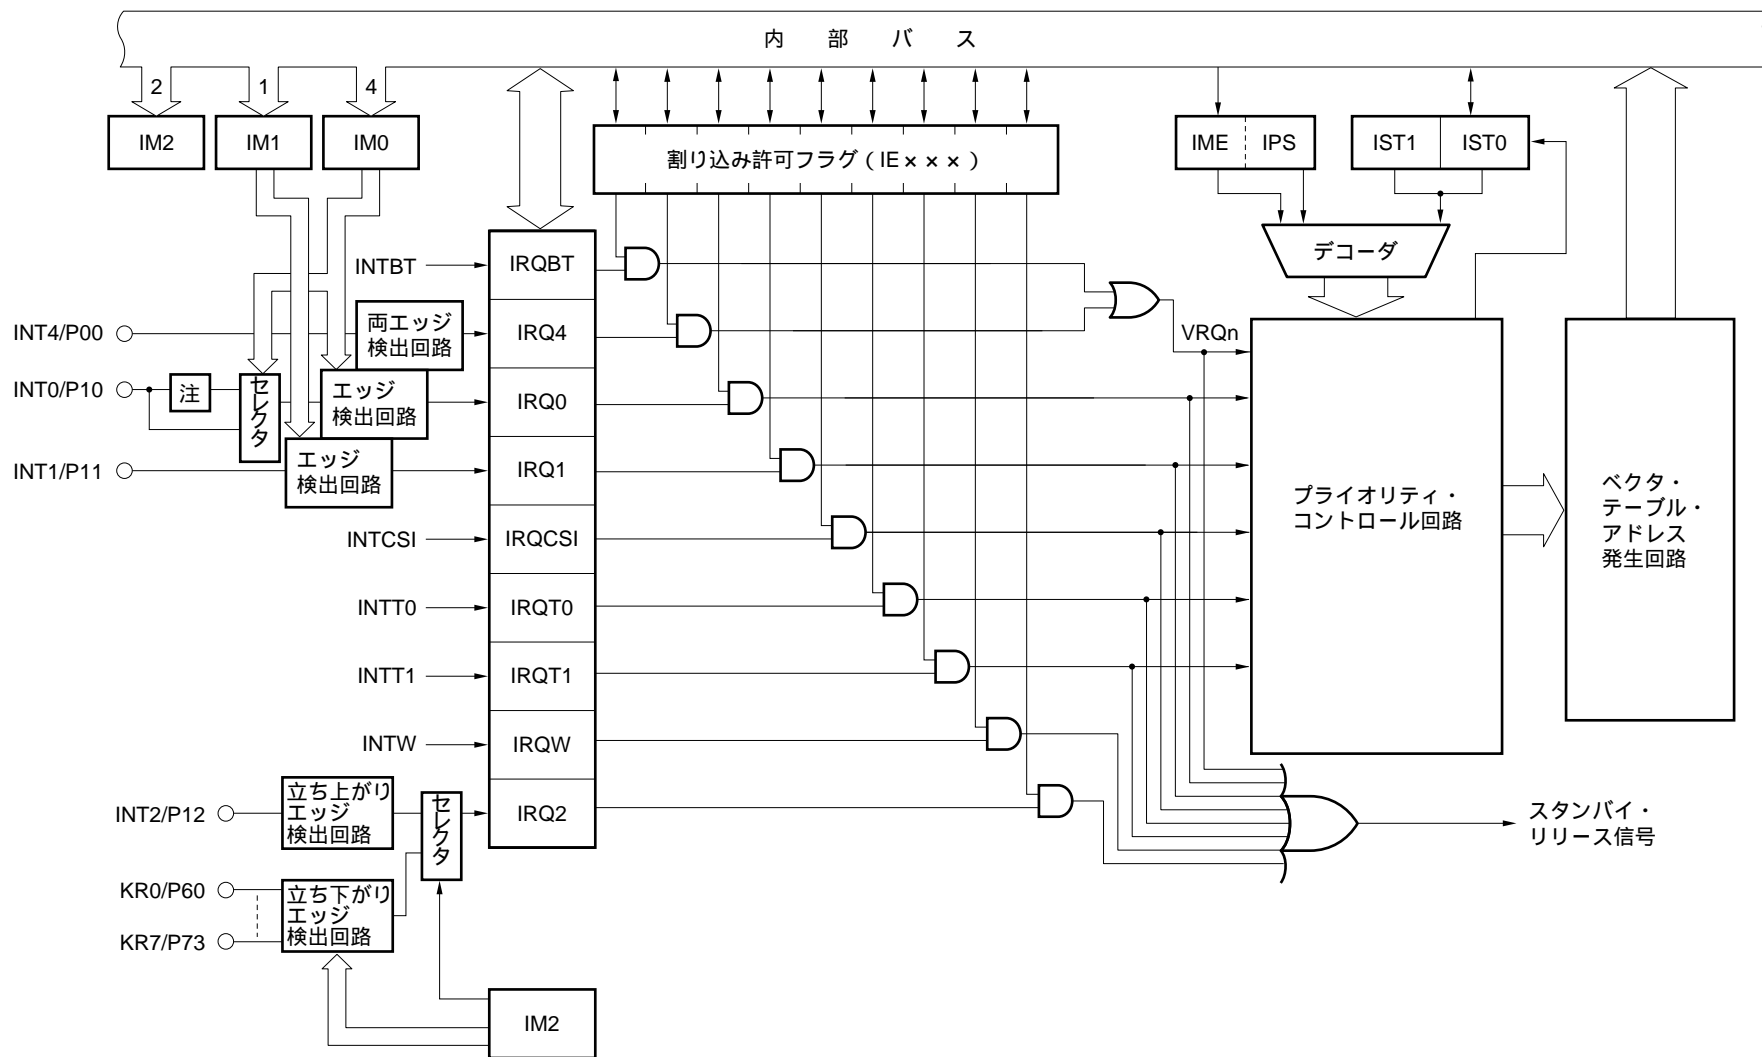 内部バス
2
1
4
IM2
IM1
IM0
割り込み許可フラグ（IE×××）
IME
IPS
IST1
IST0
デコーダ
INTBT
IRQBT
INT4/P00
両エッジ
検出回路
IRQ4
VRQn
INT0/P10
注
セレクタ
エッジ
検出回路
IRQ0
INT1/P11
エッジ
検出回路
IRQ1
プライオリティ・
コントロール回路
ベクタ・
テーブル・
アドレス
発生回路
INTCSI
IRQCSI
INTT0
IRQT0
INTT1
IRQT1
INTW
IRQW
INT2/P12
立ち上がり
エッジ
検出回路
セレクタ
IRQ2
スタンバイ・
リリース信号
KR0/P60
立ち下がり
エッジ
検出回路
KR7/P73
IM2